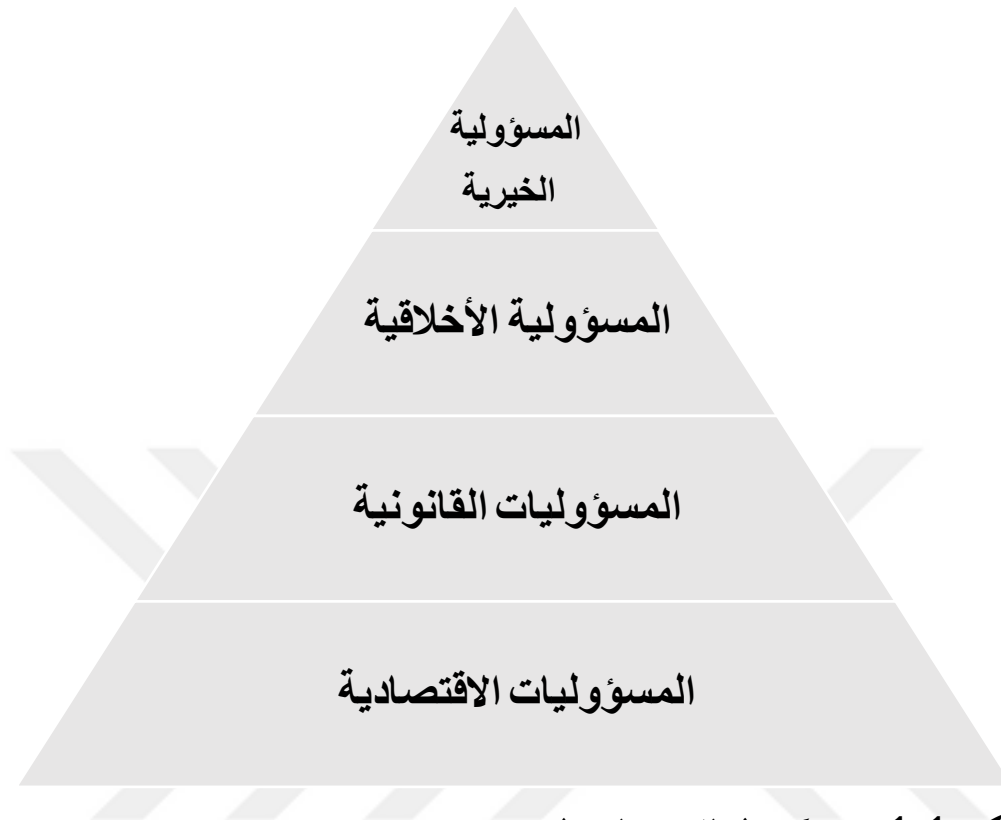 المسؤولية
الخيرية
المسؤولية الأخلاقية
المسؤوليات القانونية
المسؤوليات الاقتصادية